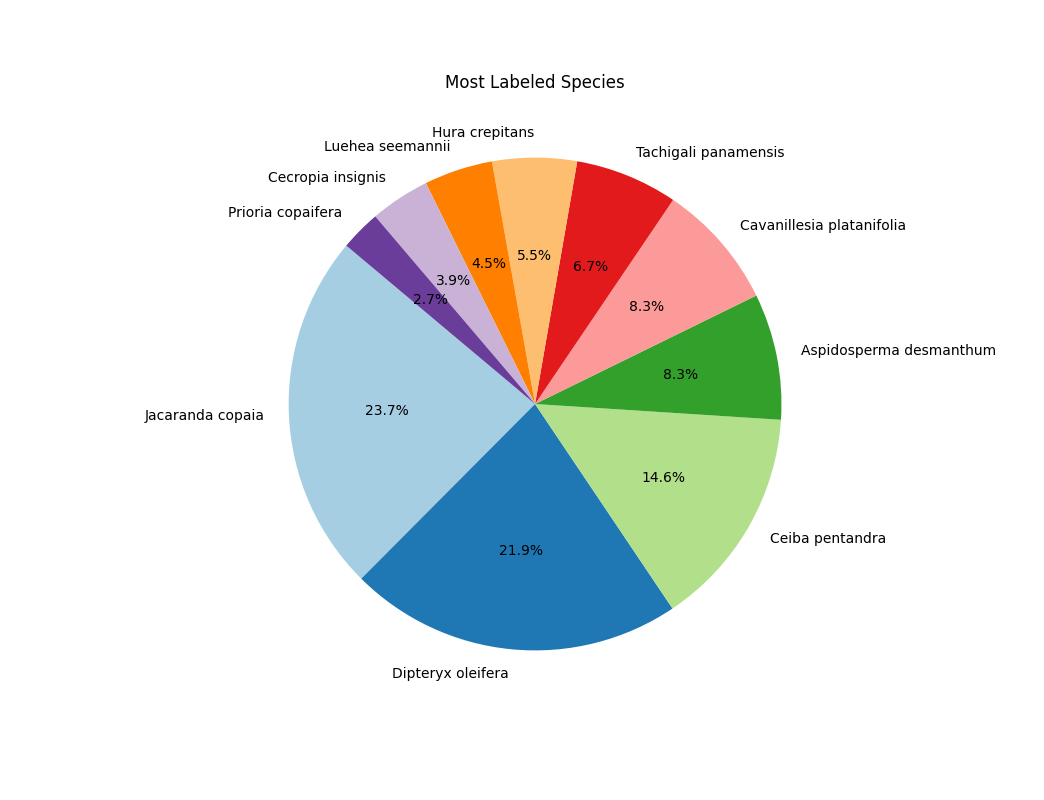 Most Labeled Species
Hura crepitans
Luehea seemannii
Tachigali panamensis
Cecropia insignis
Prioria copaifera
Cavanillesia platanifolia
5.5%
4.5%
6.7%
3.9%
2.7%
8.3%
Aspidosperma desmanthum
8.3%
Jacaranda copaia
23.7%
14.6%
Ceiba pentandra
21.9%
Dipteryx oleifera